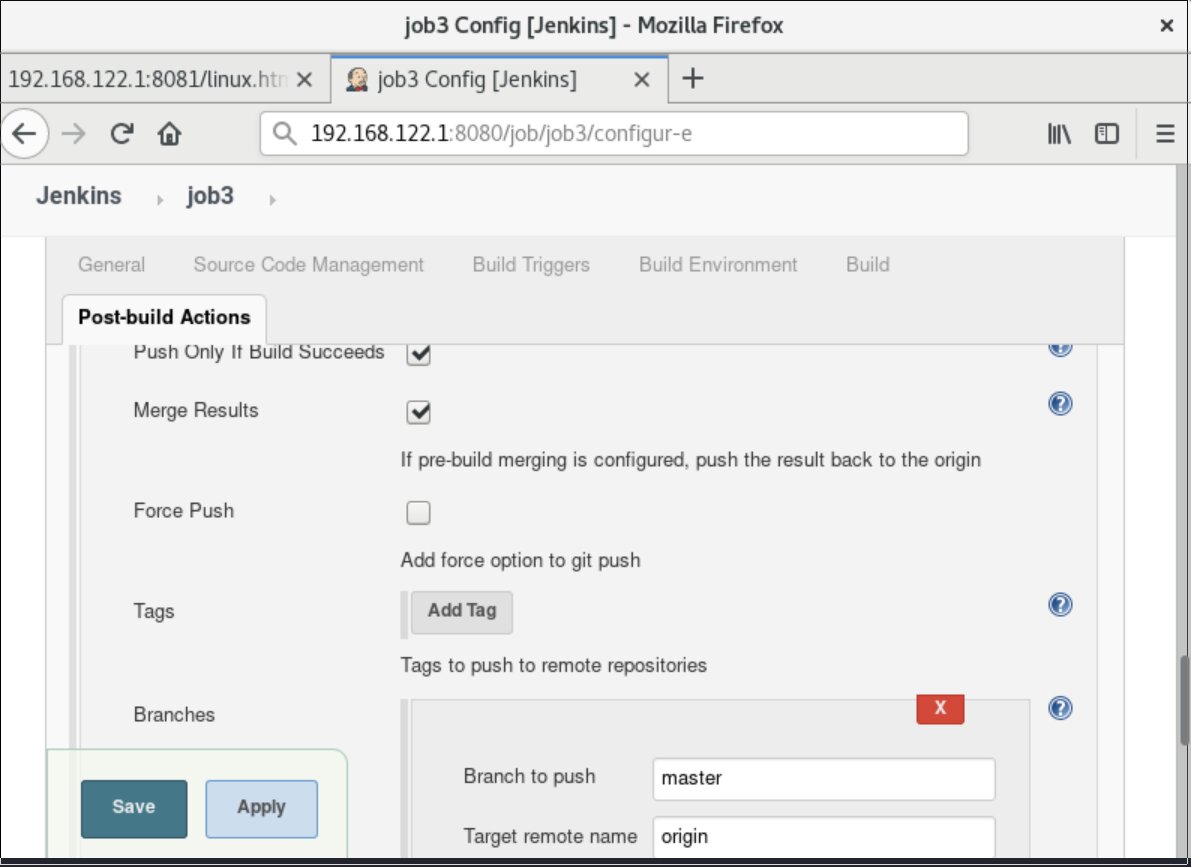 job3 Config [Jenkins] - Mozilla Firefox
192.168.122.1:8081/linux.htm
job3 Config [Jenkins]
192.168.122.1:8080/job/job3/configur-e
Jenkins
job3
General Source Code Management Build Triggers Build Environment Build
Post-build Actions
Push Only If Build Succeeds
Merge Results
If pre-build merging is configured, push the result back to the origin
Force Push
Add force option to git push
Tags
Add Tag
Tags to push to remote repositories
Branches
X
Branch to push
master
Save
Apply
Target remote name
origin